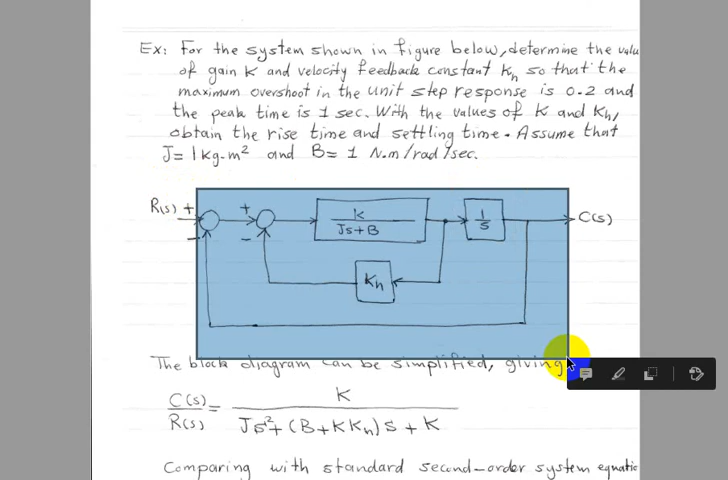 Ex: For the system shown in figure below, determine the valu
of gain K and velocity feedback constant Kh so that the
maximum overshoot in the unit step response is 0.2 and
the peak time is 1 sec. With the values of K and Kh,
obtain the rise time and settling time. Assume that
J= 1 kg-m² and B= 1 N.m/rad/sec.
R(s) + + K / Js+B 1/s C(s)
- -
Kh
The block diagram can be simplified, giving
C(s)/R(s) = K / Js²+(B+KKh)s+K
Comparing with standard second-order system equatio